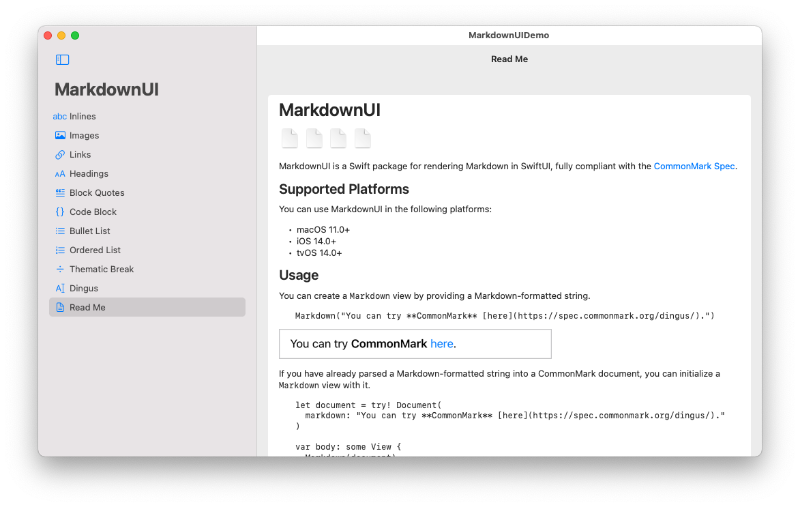 MarkdownUIDemo
MarkdownUI
abc Inlines
Images
Links
AA Headings
Block Quotes
{} Code Block
Bullet List
Ordered List
Thematic Break
Dingus
Read Me
Read Me
MarkdownUI
MarkdownUI is a Swift package for rendering Markdown in SwiftUI, fully compliant with the CommonMark Spec.
Supported Platforms
You can use MarkdownUI in the following platforms:
• macOS 11.0+
• iOS 14.0+
• tvOS 14.0+
Usage
You can create a Markdown view by providing a Markdown-formatted string.
Markdown("You can try **CommonMark** [here](https://spec.commonmark.org/dingus/).")
You can try CommonMark here.
If you have already parsed a Markdown-formatted string into a CommonMark document, you can initialize a
Markdown view with it.
let document = try! Document(
markdown: "You can try **CommonMark** [here](https://spec.commonmark.org/dingus/)."
)
var body: some View {
Markdown(document)